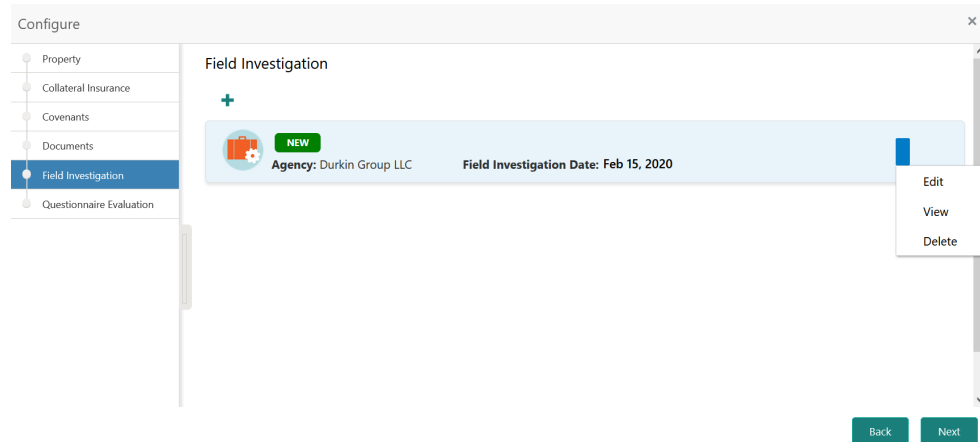 Configure
×
Property
Collateral Insurance
Covenants
Documents
Field Investigation
Questionnaire Evaluation
Field Investigation
+
NEW
Agency: Durkin Group LLC Field Investigation Date: Feb 15, 2020
Edit
View
Delete
Back Next